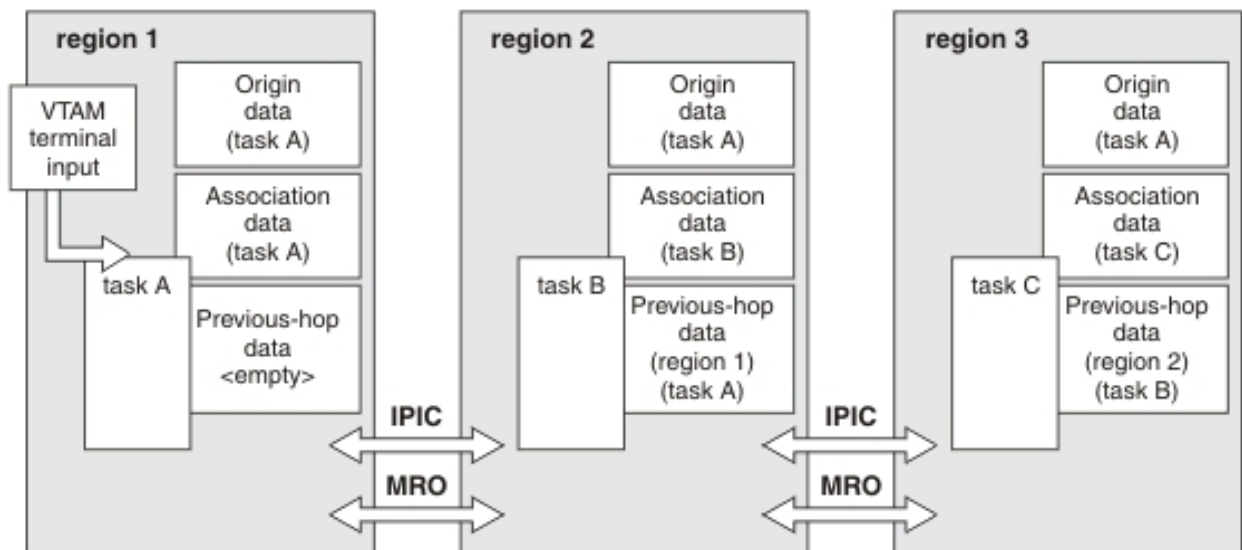 region 1
VTAM
terminal
input
Origin
data
(task A)
Association
data
(task A)
task A
Previous-hop
data
<empty>
IPIC
MRO
region 2
Origin
data
(task A)
Association
data
(task B)
task B
Previous-hop
data
(region 1)
(task A)
IPIC
MRO
region 3
Origin
data
(task A)
Association
data
(task C)
task C
Previous-hop
data
(region 2)
(task B)